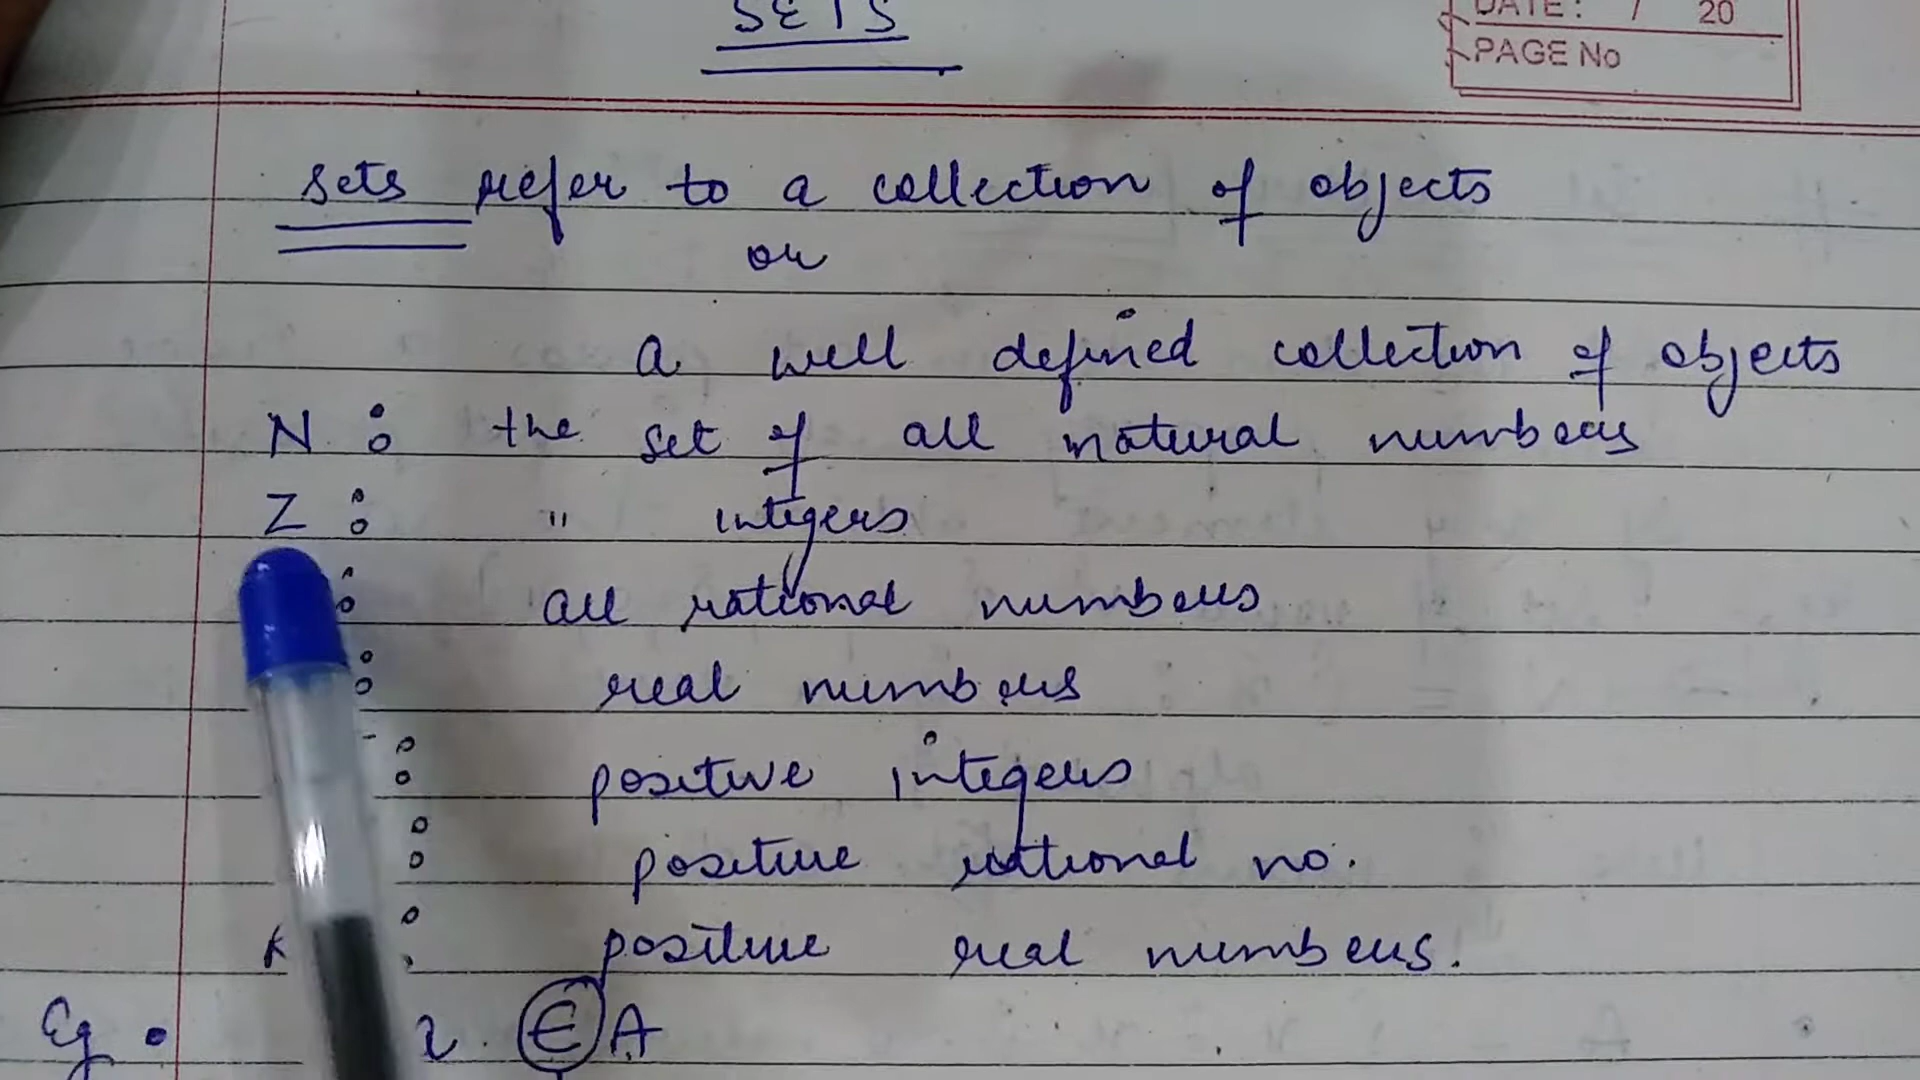 SETS
DATE: / 20
PAGE No
sets refer to a collection of objects
or
a well defined collection of objects
N : the set of all natural numbers
Z : " integers
: all rational numbers
: real numbers
: positive integers
: positive rational no.
: positive real numbers.
Eg • 2. ∈ A